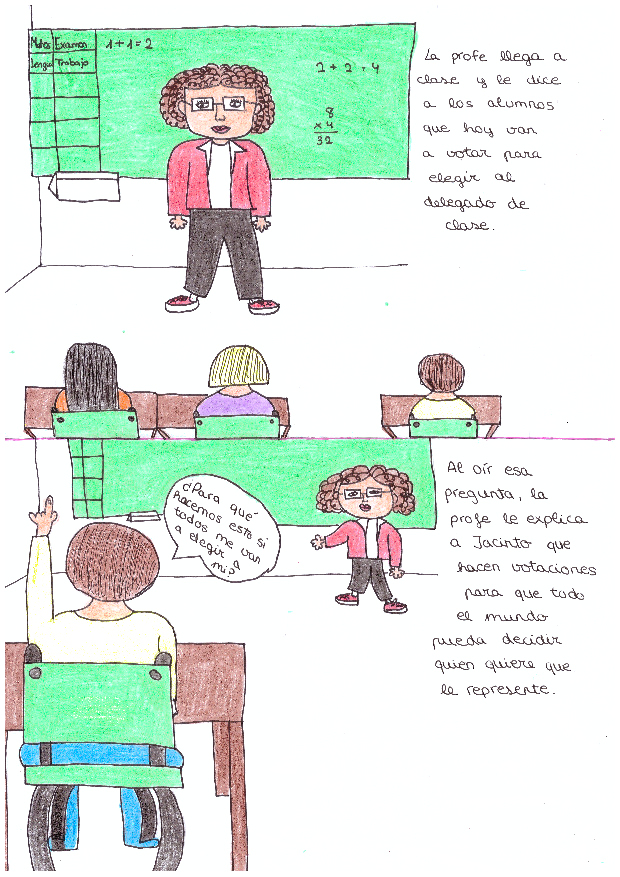 Mates Examen
Lengua Trabajo
1+1=2
2 + 2 = 4
8
x 4
32
La profe llega a
clase y le dice
a los alumnos
que hoy van
a votar para
elegir al
delegado de
clase.
¿Para qué
hacemos esto si
todos me van
a elegir a
mi?
Al oír esa
pregunta, la
profe le explica
a Jacinto que
hacen votaciones
para que todo
el mundo
pueda decidir
quien quiere que
le represente.